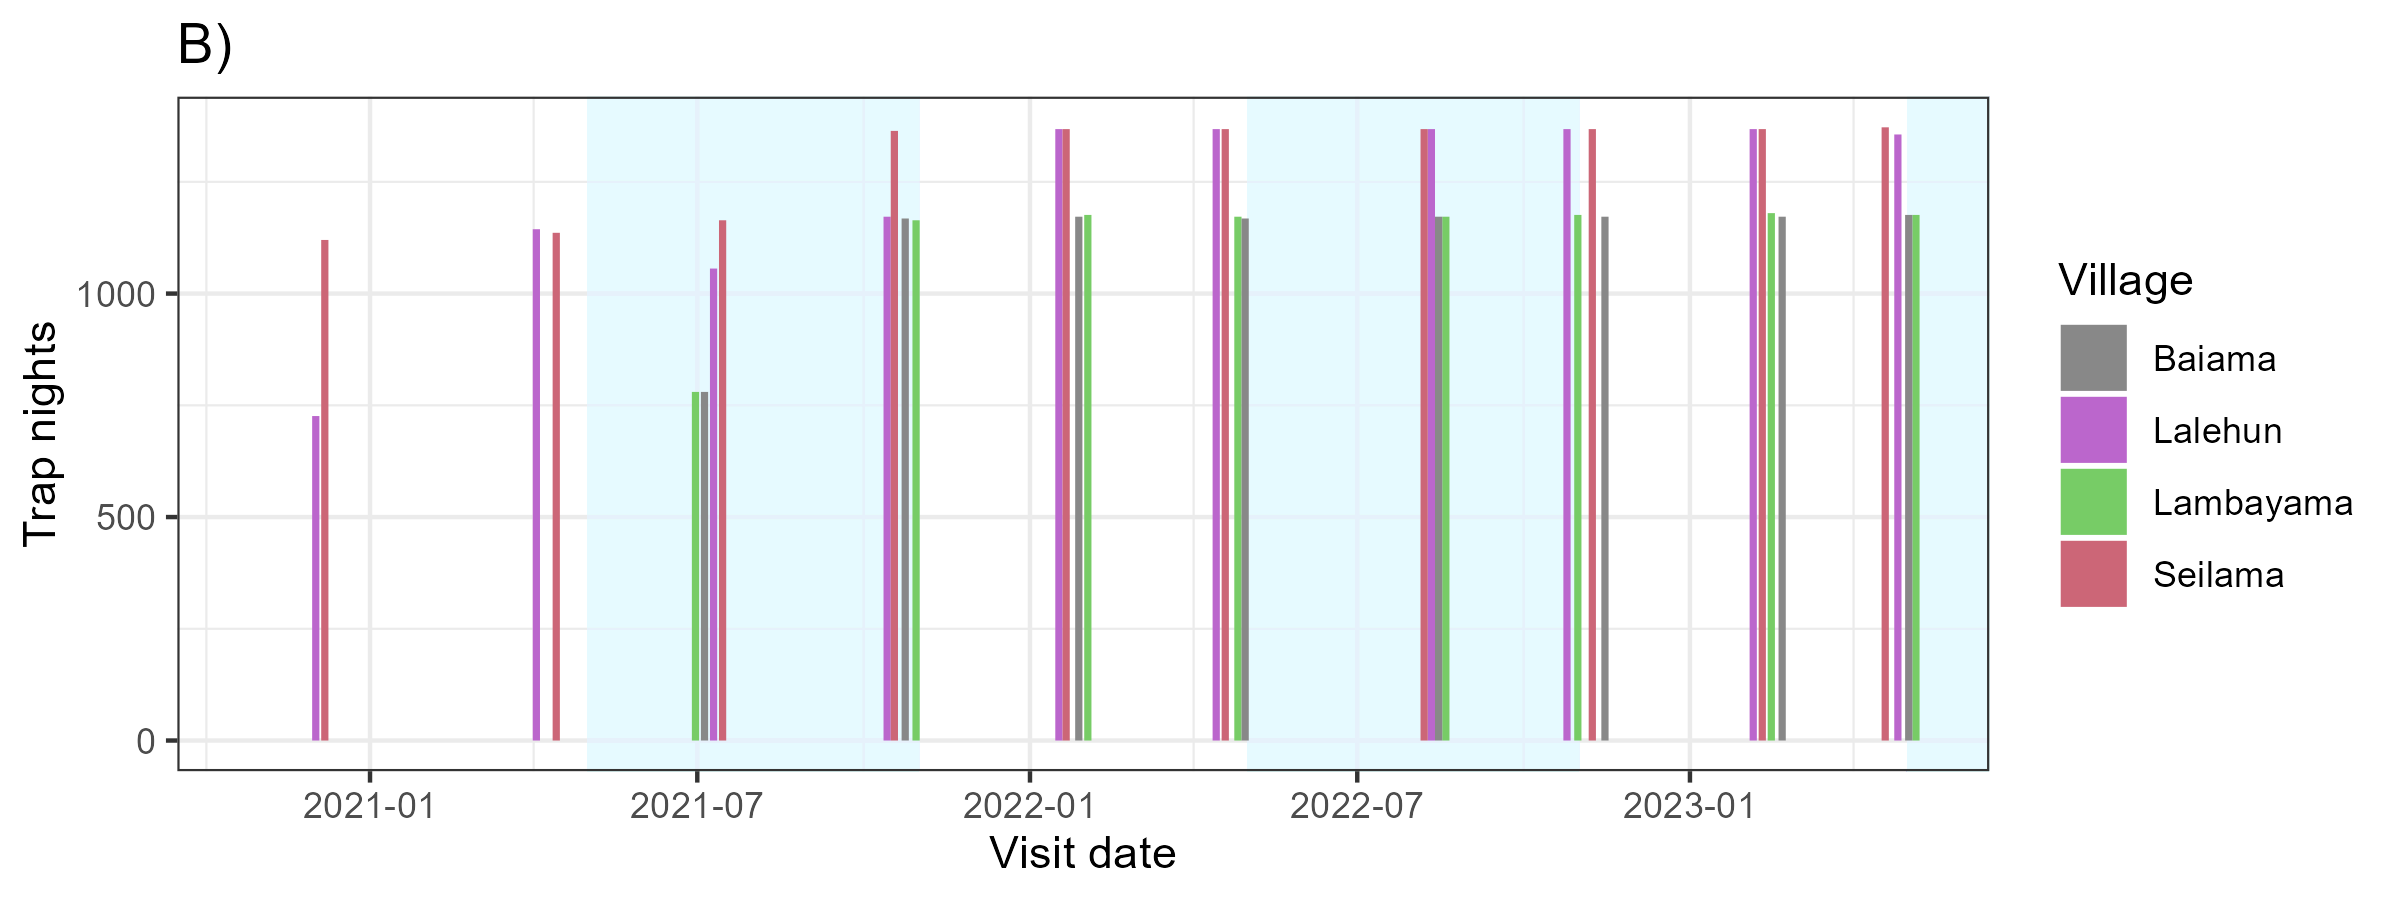 B)
Trap nights
1000
500
0
2021-01
2021-07
2022-01
2022-07
2023-01
Visit date
Village
Baiama
Lalehun
Lambayama
Seilama